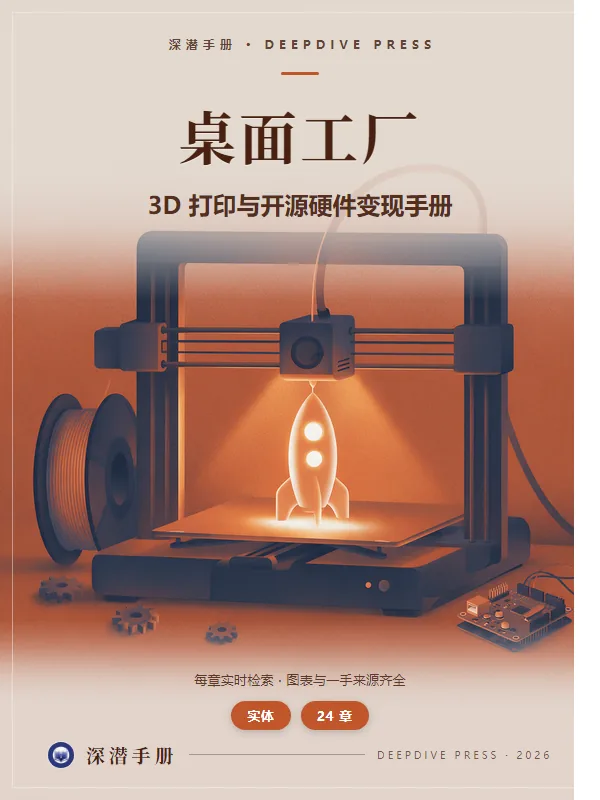 深潜手册 • DEEPDIVE PRESS
桌面工厂
3D 打印与开源硬件变现手册
每章实时检索 · 图表与一手来源齐全
实体 24 章
深潜手册 DEEPDIVE PRESS · 2026